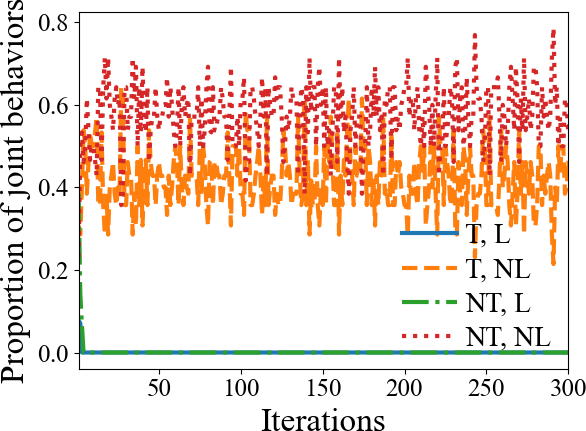 Proportion of joint behaviors
0.8
0.6
0.4
0.2
0.0
T, L
T, NL
NT, L
NT, NL
50
100
150
200
250
300
Iterations